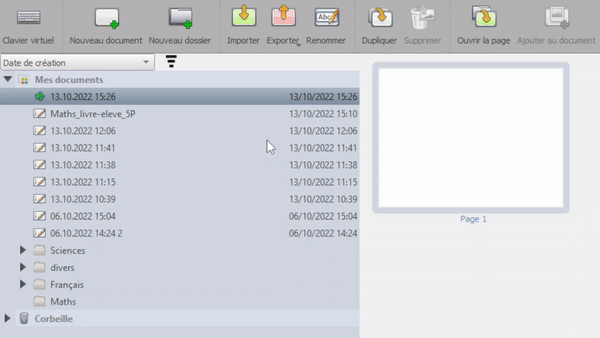 Clavier virtuel Nouveau document Nouveau dossier Importer Exporter Renommer Dupliquer Supprimer Ouvrir la page Ajouter au document
Abc
Date de création
Mes documents
13.10.2022 15:26 13/10/2022 15:26
Maths_livre-eleve_5P 13/10/2022 15:10
13.10.2022 12:06 13/10/2022 12:06
13.10.2022 11:41 13/10/2022 11:41
13.10.2022 11:38 13/10/2022 11:38
13.10.2022 11:15 13/10/2022 11:15
13.10.2022 10:39 13/10/2022 10:39
06.10.2022 15:04 06/10/2022 15:04
06.10.2022 14:24 2 06/10/2022 14:24
Sciences
divers
Français
Maths
Corbeille
Page 1